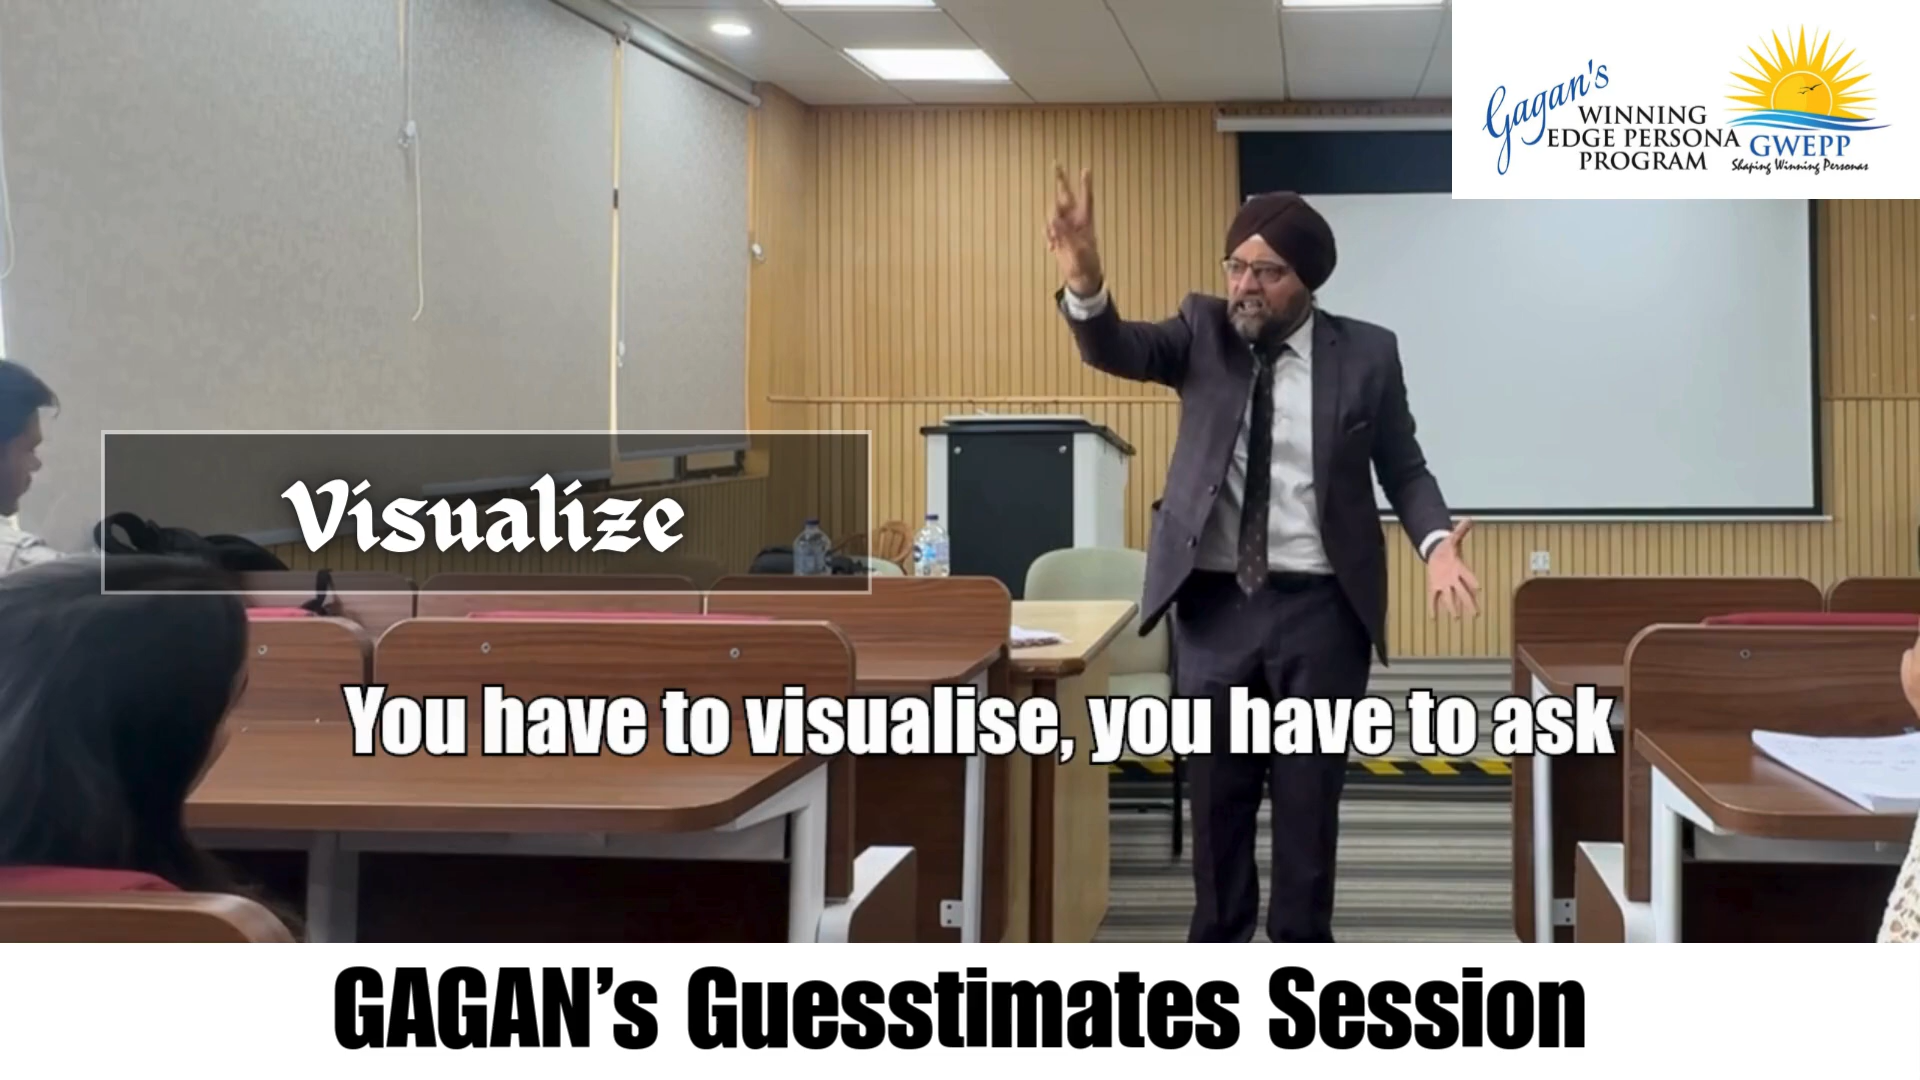 Gagan's
WINNING
EDGE PERSONA
PROGRAM
GWEPP
Shaping Winning Personas
Visualize
You have to visualise, you have to ask
GAGAN's Guesstimates Session